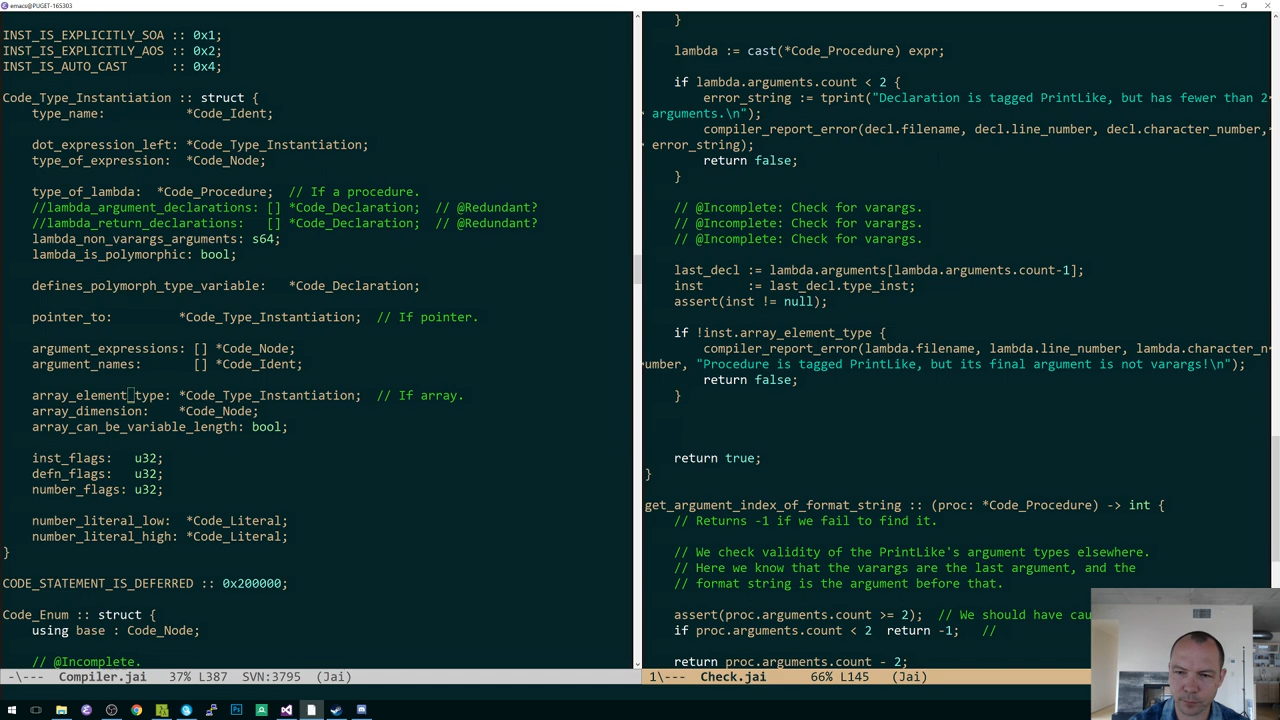 emacs@PUGET-165303
INST_IS_EXPLICITLY_SOA :: 0x1;
INST_IS_EXPLICITLY_AOS :: 0x2;
INST_IS_AUTO_CAST      :: 0x4;
Code_Type_Instantiation :: struct {
type_name:           *Code_Ident;
dot_expression_left: *Code_Type_Instantiation;
type_of_expression: *Code_Node;
type_of_lambda:  *Code_Procedure;  // If a procedure.
//lambda_argument_declarations: [] *Code_Declaration;  // @Redundant?
//lambda_return_declarations:   [] *Code_Declaration;  // @Redundant?
lambda_non_varargs_arguments: s64;
lambda_is_polymorphic: bool;
defines_polymorph_type_variable:   *Code_Declaration;
pointer_to:         *Code_Type_Instantiation;  // If pointer.
argument_expressions: [] *Code_Node;
argument_names:       [] *Code_Ident;
array_element_type: *Code_Type_Instantiation;  // If array.
array_dimension:    *Code_Node;
array_can_be_variable_length: bool;
inst_flags:   u32;
defn_flags:   u32;
number_flags: u32;
number_literal_low:  *Code_Literal;
number_literal_high: *Code_Literal;
}
CODE_STATEMENT_IS_DEFERRED :: 0x200000;
Code_Enum :: struct {
using base : Code_Node;
// @Incomplete.
-\---  Compiler.jai   37% L387   SVN:3795  (Jai)
}
lambda := cast(*Code_Procedure) expr;
if lambda.arguments.count < 2 {
error_string := tprint("Declaration is tagged PrintLike, but has fewer than 2
arguments.\n");
compiler_report_error(decl.filename, decl.line_number, decl.character_number,
error_string);
return false;
}
// @Incomplete: Check for varargs.
// @Incomplete: Check for varargs.
// @Incomplete: Check for varargs.
last_decl := lambda.arguments[lambda.arguments.count-1];
inst      := last_decl.type_inst;
assert(inst != null);
if !inst.array_element_type {
compiler_report_error(lambda.filename, lambda.line_number, lambda.character_n
umber, "Procedure is tagged PrintLike, but its final argument is not varargs!\n");
return false;
}
return true;
}
get_argument_index_of_format_string :: (proc: *Code_Procedure) -> int {
// Returns -1 if we fail to find it.
// We check validity of the PrintLike's argument types elsewhere.
// Here we know that the varargs are the last argument, and the
// format string is the argument before that.
assert(proc.arguments.count >= 2);  // We should have cau
if proc.arguments.count < 2  return -1;   //
return proc.arguments.count - 2;
1\---  Check.jai      66% L145   (Jai)